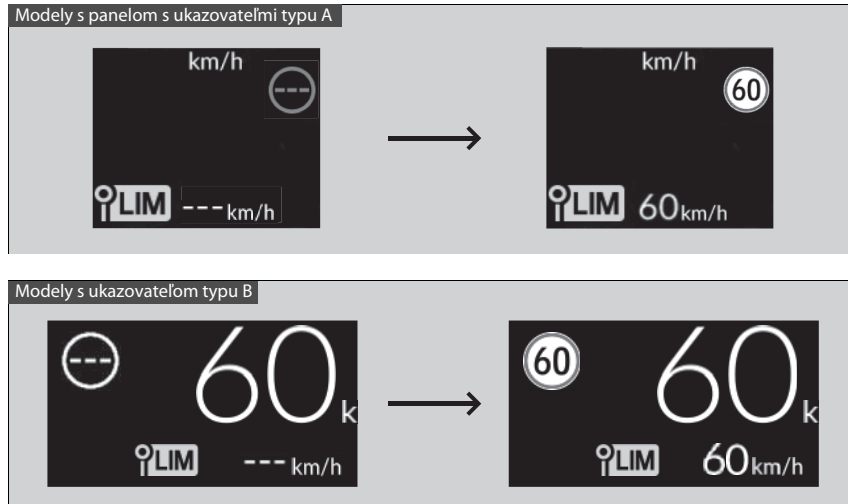 Modely s panelom s ukazovateľmi typu A
km/h
---
LIM ---km/h
km/h
60
LIM 60km/h
Modely s ukazovateľom typu B
--- 60 k
LIM --- km/h
60 60 k
LIM 60km/h